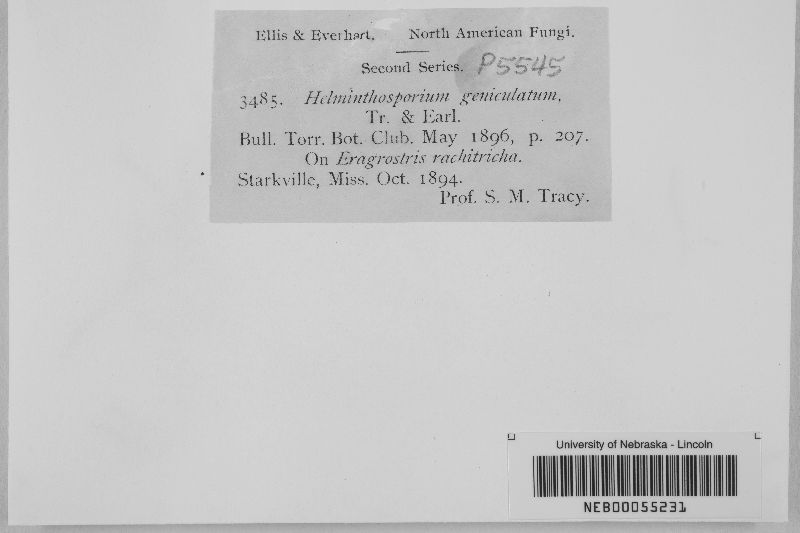 Ellis & Everhart. North American Fungi.
Second Series. P5545
3485. Helminthosporium geniculatum,
Tr. & Earl.
Bull. Torr. Bot. Club. May 1896, p. 207.
On Eragrostris rachitricha.
Starkville, Miss. Oct. 1894.
Prof. S. M. Tracy.
University of Nebraska - Lincoln
NEB00055231